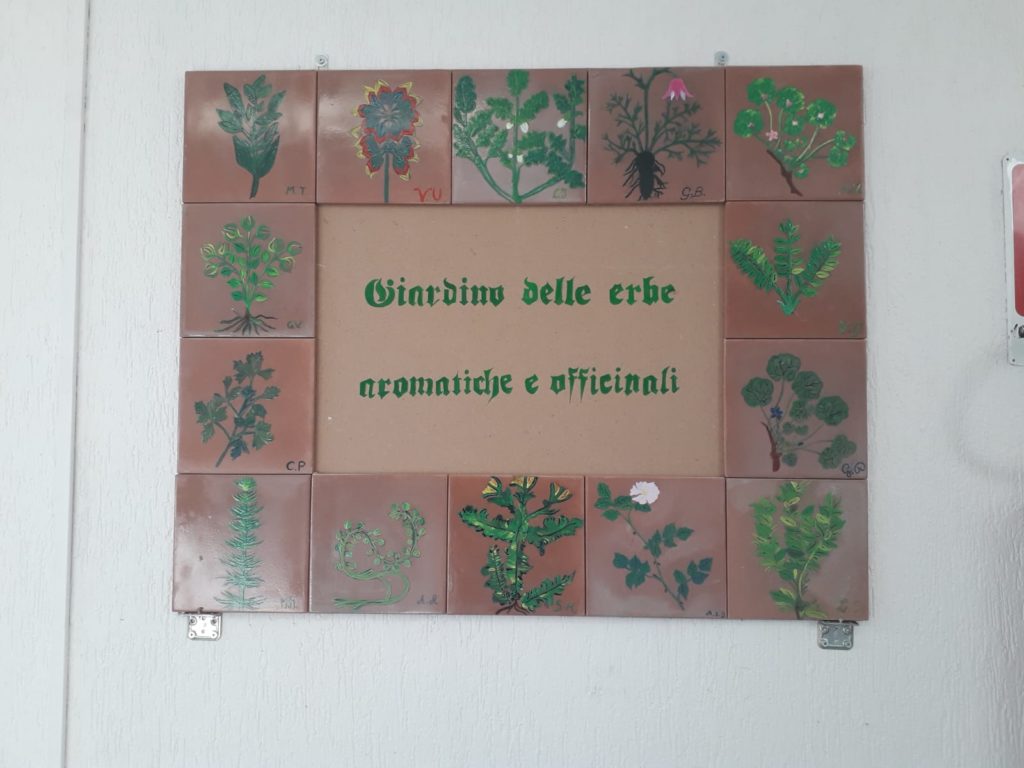 M.T
V.U
G.B.
Giardino delle erbe
G.V.
aromatiche e officinali
C.P
G.P
A.A